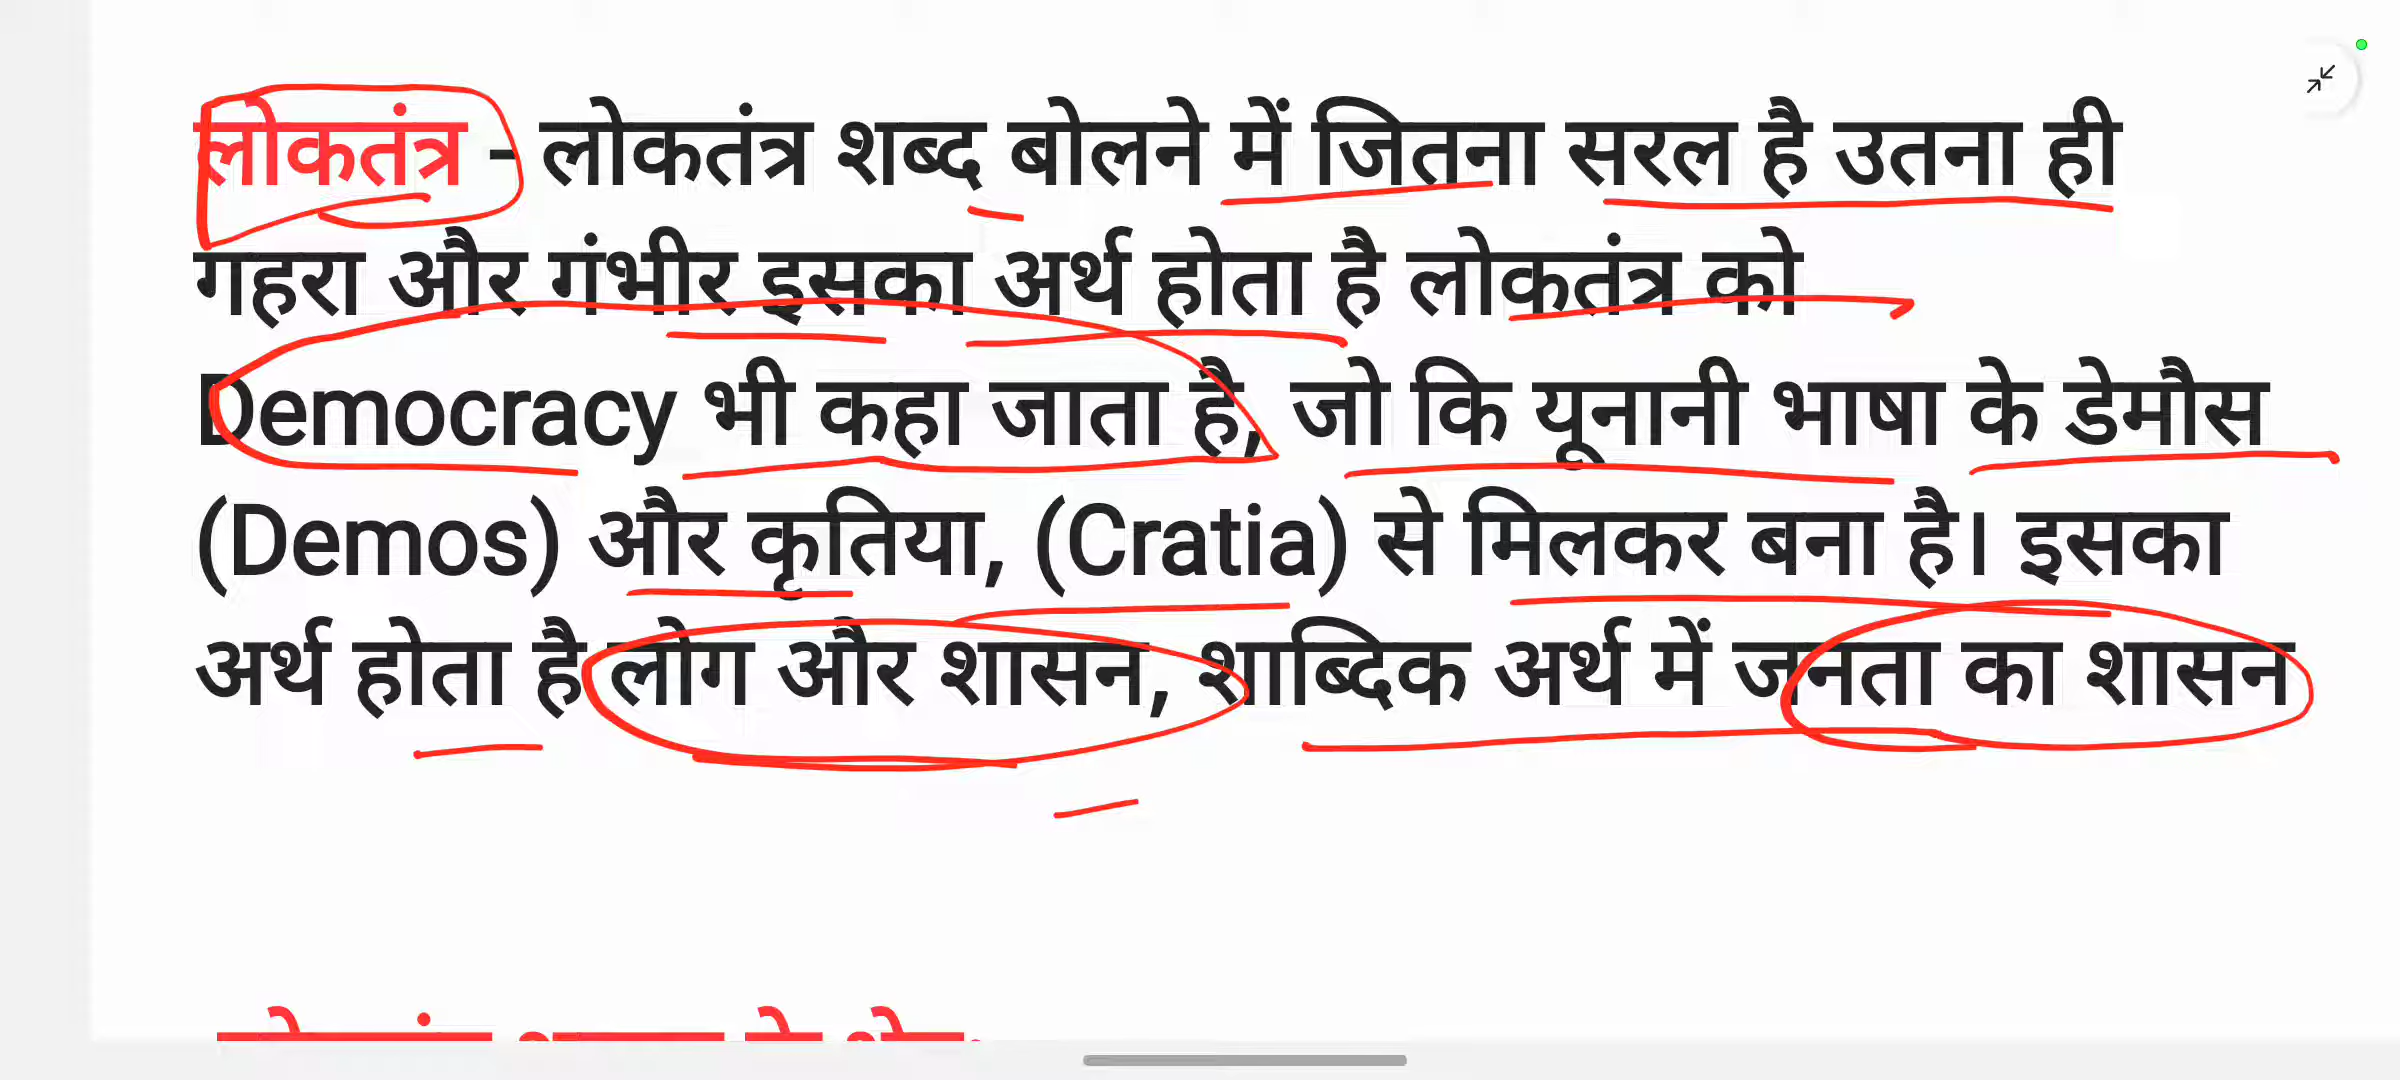 लोकतंत्र - लोकतंत्र शब्द बोलने में जितना सरल है उतना ही
गहरा और गंभीर इसका अर्थ होता है लोकतंत्र को
Democracy भी कहा जाता है, जो कि यूनानी भाषा के डेमौस
(Demos) और कृतिया, (Cratia) से मिलकर बना है। इसका
अर्थ होता है लोग और शासन, शाब्दिक अर्थ में जनता का शासन